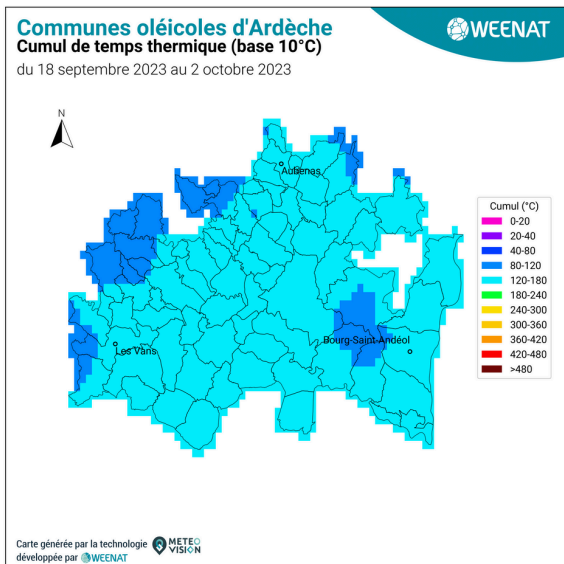 Communes oléicoles d'Ardèche
Cumul de temps thermique (base 10°C)
du 18 septembre 2023 au 2 octobre 2023
WEENAT
N
Aubenas
Les Vans
Bourg-Saint-Andéol
Cumul (°C)
0-20
20-40
40-80
80-120
120-180
180-240
240-300
300-360
360-420
420-480
>480
Carte générée par la technologie METEO VISION
développée par WEENAT